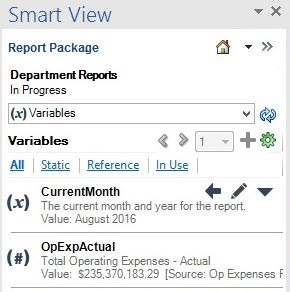 Smart View
Report Package
Department Reports
In Progress
(x) Variables
Variables
1
All | Static | Reference | In Use
(x) CurrentMonth
The current month and year for the report.
Value: August 2016
(#) OpExpActual
Total Operating Expenses - Actual
Value: $235,370,183.29 [Source: Op Expenses F